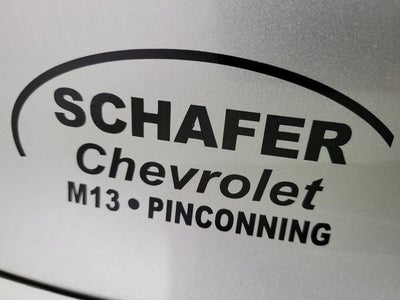 SCHAFER
Chevrolet
M13 • PINCONNING